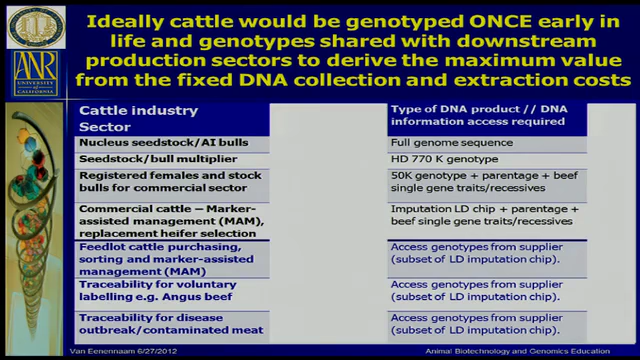 Ideally cattle would be genotyped ONCE early in
life and genotypes shared with downstream
production sectors to derive the maximum value
from the fixed DNA collection and extraction costs
ANR
UNIVERSITY
of
CALIFORNIA
Cattle industry
Sector
Type of DNA product // DNA
information access required
Nucleus seedstock/AI bulls
Full genome sequence
Seedstock/bull multiplier
HD 770 K genotype
Registered females and stock
bulls for commercial sector
50K genotype + parentage + beef
single gene traits/recessives
Commercial cattle – Marker-
assisted management (MAM),
replacement heifer selection
Imputation LD chip + parentage +
beef single gene traits/recessives
Feedlot cattle purchasing,
sorting and marker-assisted
management (MAM)
Access genotypes from supplier
(subset of LD imputation chip).
Traceability for voluntary
labelling e.g. Angus beef
Access genotypes from supplier
(subset of LD imputation chip).
Traceability for disease
outbreak/contaminated meat
Access genotypes from supplier
(subset of LD imputation chip).
Van Eenennaam 6/27/2012
Animal Biotechnology and Genomics Education